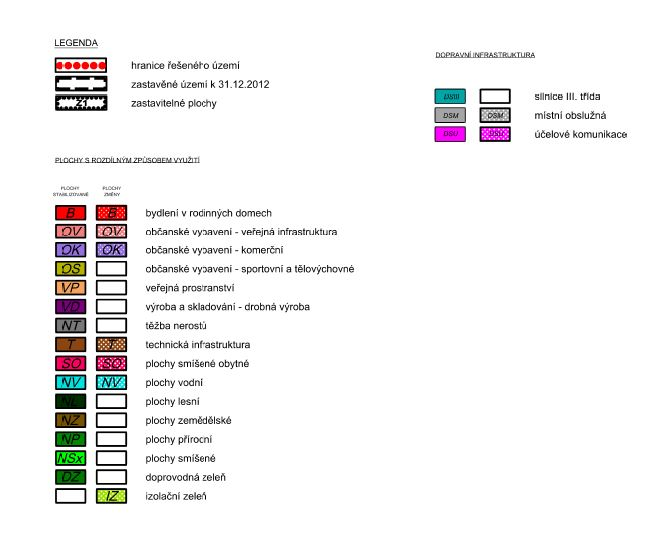 LEGENDA
hranice řešeného území
zastavěné území k 31.12.2012
Z1 zastavitelné plochy
PLOCHY S ROZDÍLNÝM ZPŮSOBEM VYUŽITÍ
PLOCHY STABILIZOVANÉ
PLOCHY ZMĚNY
B B bydlení v rodinných domech
OV OV občanské vybavení - veřejná infrastruktura
OK OK občanské vybavení - komerční
OS občanské vybavení - sportovní a tělovýchovné
VP veřejná prostranství
VD výroba a skladování - drobná výroba
NT těžba nerostů
T T technická infrastruktura
SO SO plochy smíšené obytné
NV NV plochy vodní
NL plochy lesní
NZ plochy zemědělské
NP plochy přírocní
NSx plochy smíšené
DZ doprovodná zeleň
IZ izolační zeleň
DOPRAVNÍ INFRASTRUKTURA
DSIII silnice III. třída
DSM DSM místní obslužná
DSU DSU účelové komunikace